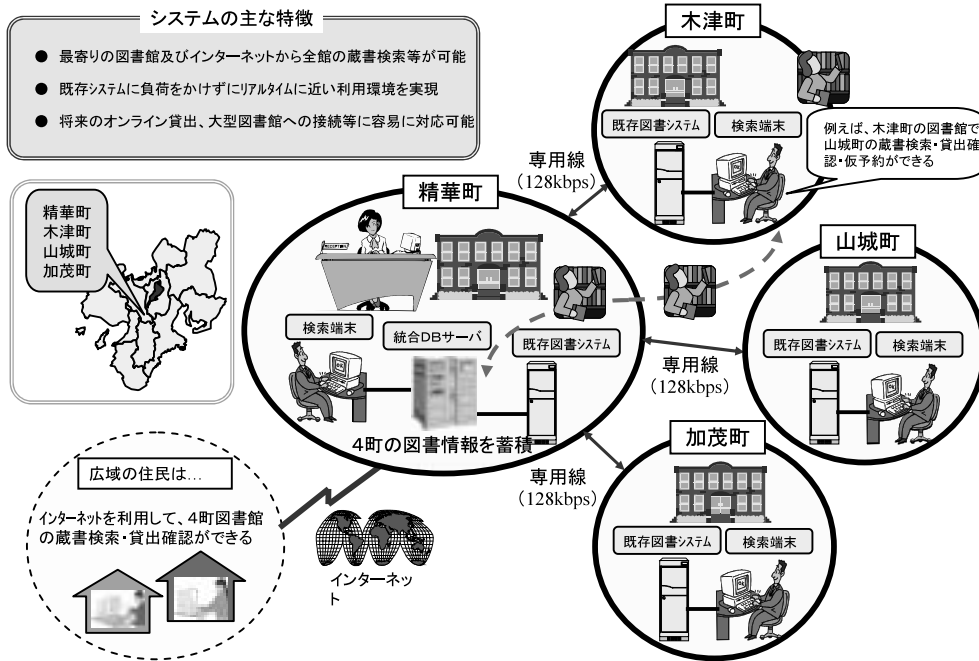 システムの主な特徴
● 最寄りの図書館及びインターネットから全館の蔵書検索等が可能
● 既存システムに負荷をかけずにリアルタイムに近い利用環境を実現
● 将来のオンライン貸出、大型図書館への接続等に容易に対応可能
精華町
木津町
山城町
加茂町
木津町
既存図書システム
検索端末
例えば、木津町の図書館で
山城町の蔵書検索・貸出確
認・仮予約ができる
専用線
(128kbps)
精華町
RECEPTION
検索端末
統合DBサーバ
既存図書システム
4町の図書情報を蓄積
専用線
(128kbps)
山城町
既存図書システム
検索端末
専用線
(128kbps)
加茂町
既存図書システム
検索端末
広域の住民は…
インターネットを利用して、4町図書館
の蔵書検索・貸出確認ができる
インターネッ
ト